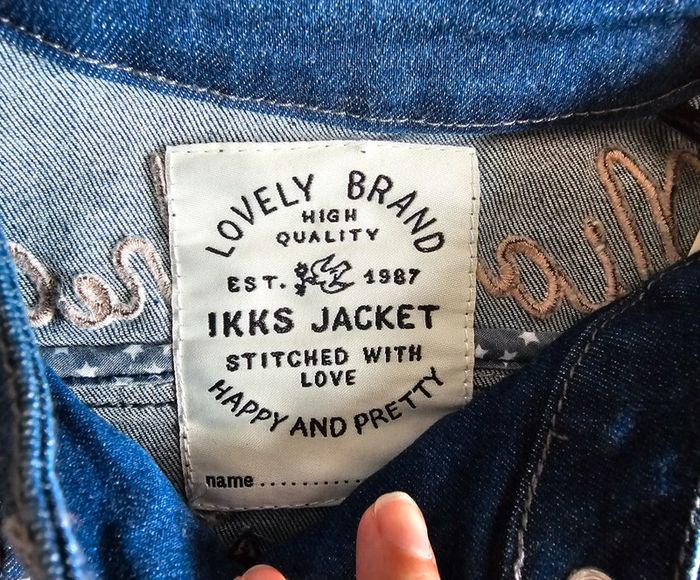 LOVELY BRAND
HIGH
QUALITY
EST. 1987
IKKS JACKET
STITCHED WITH
LOVE
HAPPY AND PRETTY
name..............